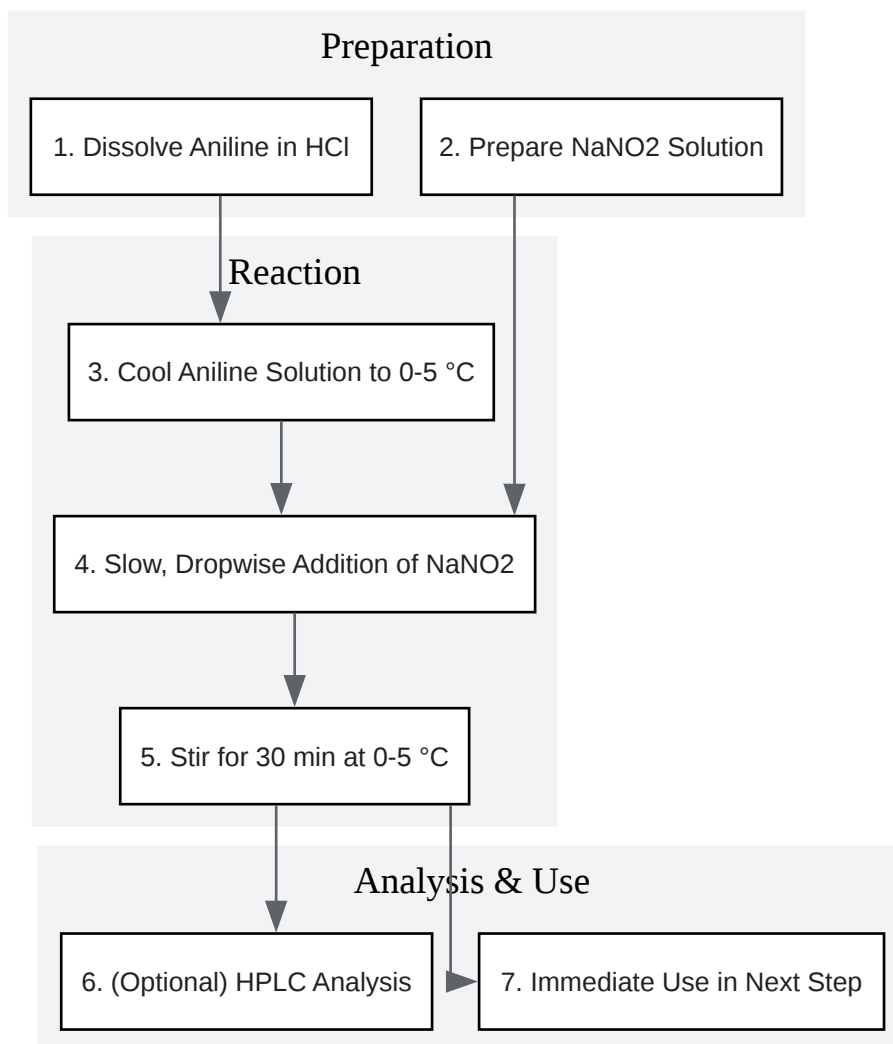 Preparation
1. Dissolve Aniline in HCl
2. Prepare NaNO2 Solution
Reaction
3. Cool Aniline Solution to 0-5 °C
4. Slow, Dropwise Addition of NaNO2
5. Stir for 30 min at 0-5 °C
Analysis & Use
6. (Optional) HPLC Analysis
7. Immediate Use in Next Step